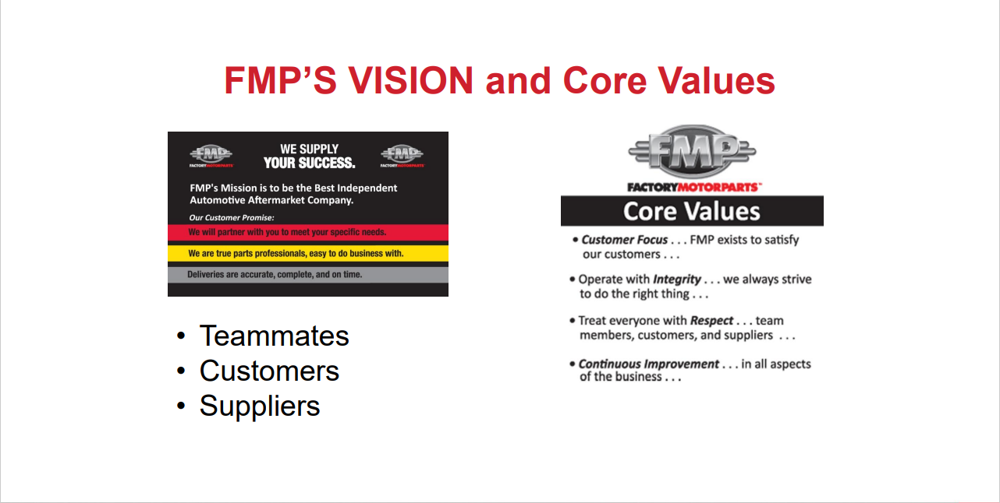 FMP’S VISION and Core Values
FMP
FACTORYMOTORPARTS
WE SUPPLY
YOUR SUCCESS.
FMP
FACTORYMOTORPARTS
FMP's Mission is to be the Best Independent
Automotive Aftermarket Company.
Our Customer Promise:
We will partner with you to meet your specific needs.
We are true parts professionals, easy to do business with.
Deliveries are accurate, complete, and on time.
• Teammates
• Customers
• Suppliers
FMP
FACTORYMOTORPARTS™
Core Values
• Customer Focus . . . FMP exists to satisfy
our customers . . .
• Operate with Integrity . . . we always strive
to do the right thing . . .
• Treat everyone with Respect . . . team
members, customers, and suppliers . . .
• Continuous Improvement . . . in all aspects
of the business . . .